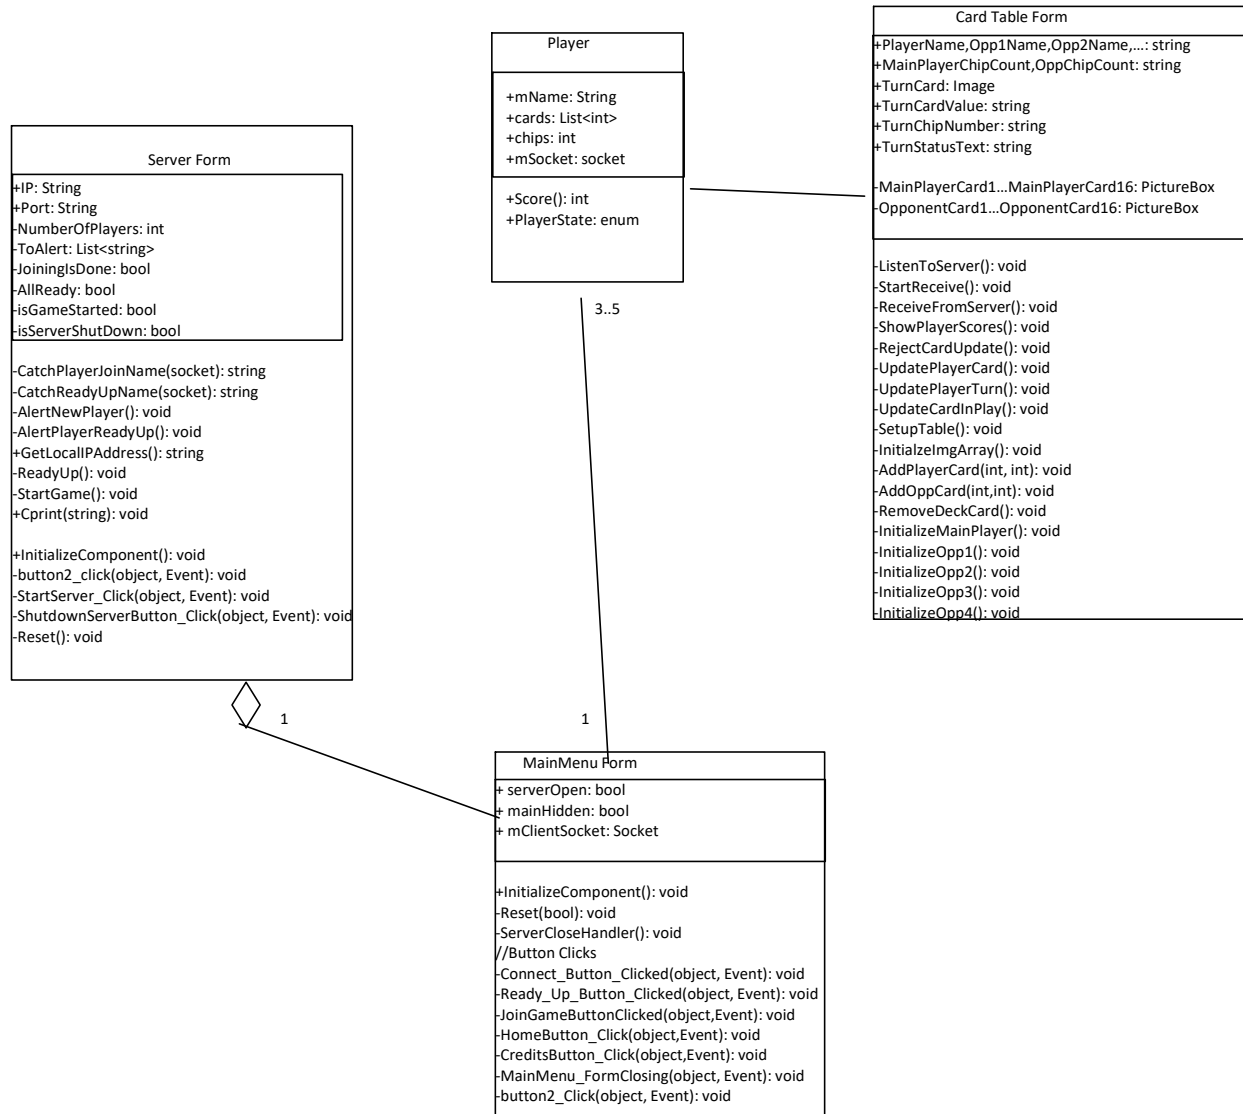 Server Form
+IP: String
+Port: String
-NumberOfPlayers: int
-ToAlert: List<string>
-JoiningIsDone: bool
-AllReady: bool
-isGameStarted: bool
-isServerShutDown: bool
-CatchPlayerJoinName(socket): string
-CatchReadyUpName(socket): string
-AlertNewPlayer(): void
-AlertPlayerReadyUp(): void
+GetLocalIPAddress(): string
-ReadyUp(): void
-StartGame(): void
+Cprint(string): void
+InitializeComponent(): void
-button2_click(object, Event): void
-StartServer_Click(object, Event): void
-ShutdownServerButton_Click(object, Event): void
-Reset(): void
Player
+mName: String
+cards: List<int>
+chips: int
+mSocket: socket
+Score(): int
+PlayerState: enum
Card Table Form
+PlayerName,Opp1Name,Opp2Name,...: string
+MainPlayerChipCount,OppChipCount: string
+TurnCard: Image
+TurnCardValue: string
+TurnChipNumber: string
+TurnStatusText: string
-MainPlayerCard1...MainPlayerCard16: PictureBox
-OpponentCard1...OpponentCard16: PictureBox
-ListenToServer(): void
-StartReceive(): void
-ReceiveFromServer(): void
-ShowPlayerScores(): void
-RejectCardUpdate(): void
-UpdatePlayerCard(): void
-UpdatePlayerTurn(): void
-UpdateCardInPlay(): void
-SetupTable(): void
-InitialzeImgArray(): void
-AddPlayerCard(int, int): void
-AddOppCard(int,int): void
-RemoveDeckCard(): void
-InitializeMainPlayer(): void
-InitializeOpp1(): void
-InitializeOpp2(): void
-InitializeOpp3(): void
-InitializeOpp4(): void
3..5
1
1
MainMenu Form
+ serverOpen: bool
+ mainHidden: bool
+ mClientSocket: Socket
+InitializeComponent(): void
-Reset(bool): void
-ServerCloseHandler(): void
//Button Clicks
-Connect_Button_Clicked(object, Event): void
-Ready_Up_Button_Clicked(object, Event): void
-JoinGameButtonClicked(object,Event): void
-HomeButton_Click(object,Event): void
-CreditsButton_Click(object,Event): void
-MainMenu_FormClosing(object, Event): void
-button2_Click(object, Event): void